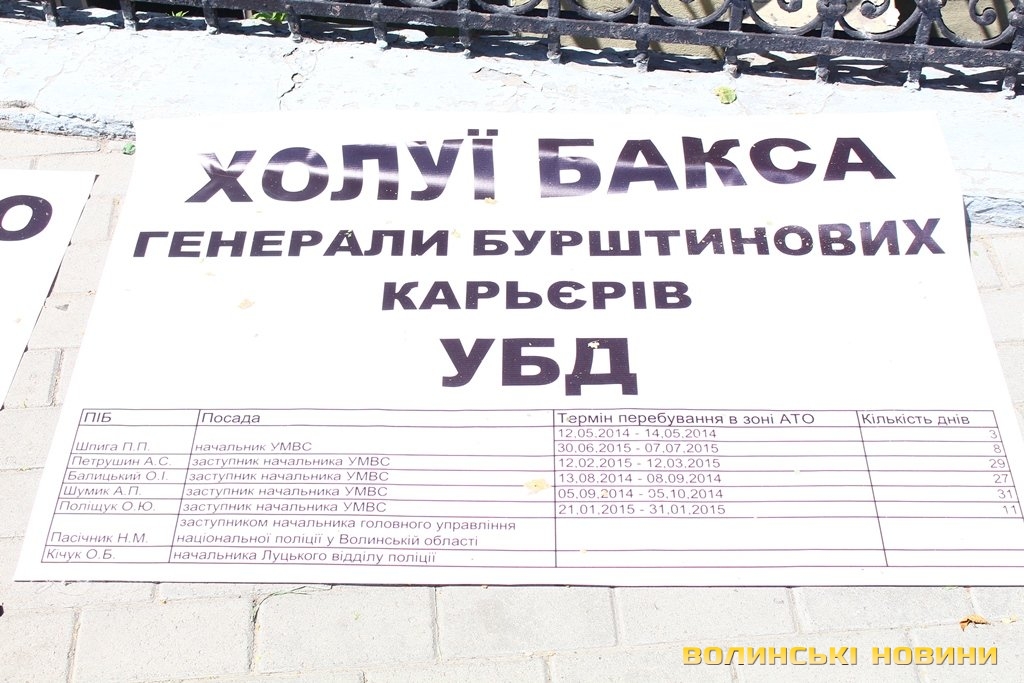 О
ХОЛУЇ БАКСА
ГЕНЕРАЛИ БУРШТИНОВИХ
КАРЬЄРІВ
УБД
ПІБ Посада Термін перебування в зоні АТО Кількість днів
12.05.2014 - 14.05.2014 3
Шпига П.П. начальник УМВС 30.06.2015 - 07.07.2015 8
Петрушин А.С. заступник начальника УМВС 12.02.2015 - 12.03.2015 29
Балицький О.І. заступник начальника УМВС 13.08.2014 - 08.09.2014 27
Шумик А.П. заступник начальника УМВС 05.09.2014 - 05.10.2014 31
Поліщук О.Ю. заступник начальника УМВС 21.01.2015 - 31.01.2015 11
заступником начальника головного управління
Пасічник Н.М. національної поліції у Волинській області
Кічук О.Б. начальника Луцького відділу поліції
ВОЛИНСЬКІ НОВИНИ